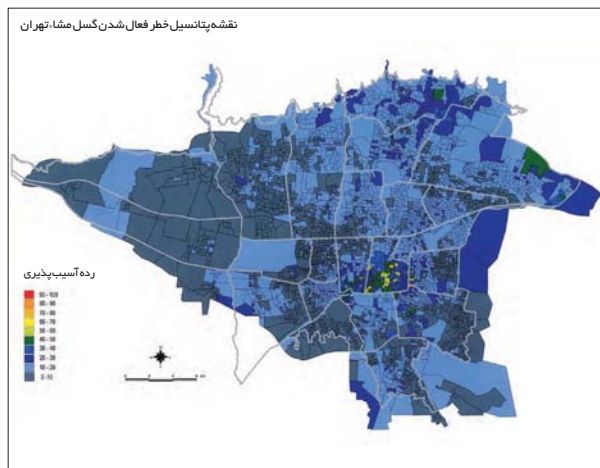 نقشه پتانسیل خطر فعال شدن گسل مشاء تهران
رده آسیب پذیری
90 - 100
80 - 90
70 - 80
60 - 70
50 - 60
40 - 50
30 - 40
20 - 30
10 - 20
0 - 10